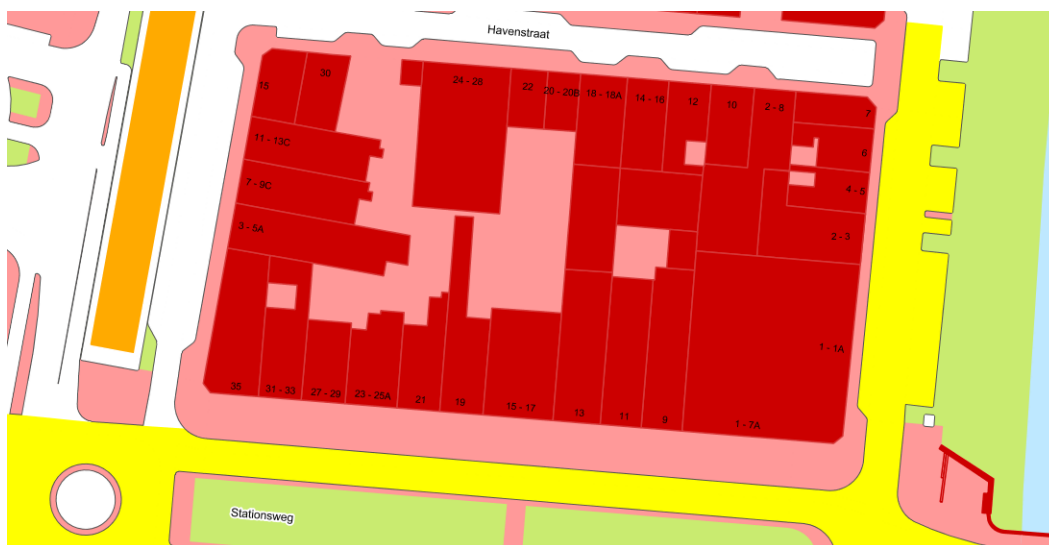 Havenstraat
30
15
24 - 28
22
20 - 20B
18 - 18A
14 - 16
12
10
2 - 8
7
11 - 13C
6
7 - 9C
4 - 5
3 - 5A
2 - 3
1 - 1A
35
31 - 33
27 - 29
23 - 25A
21
19
15 - 17
13
11
9
1 - 7A
Stationsweg